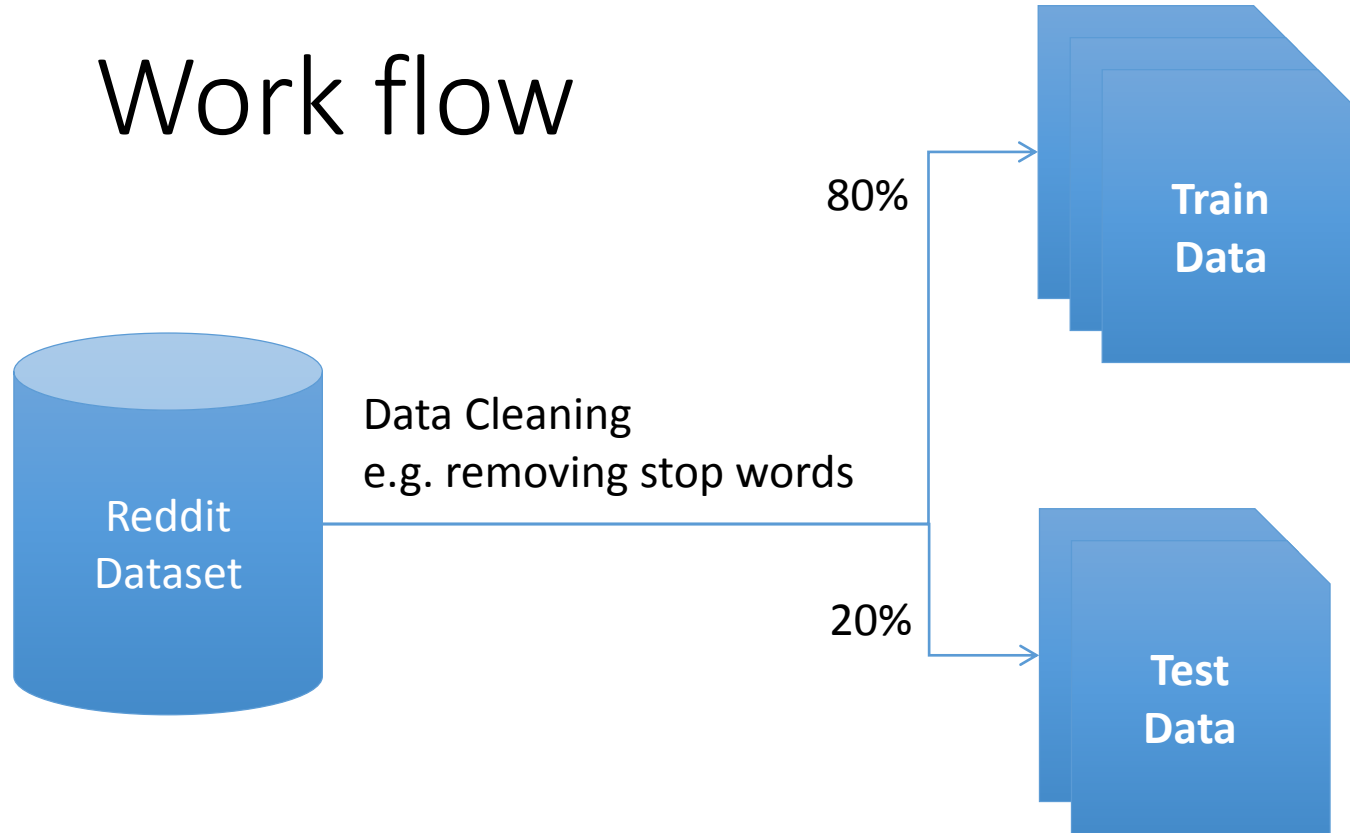 Work flow
80%
Train
Data
Data Cleaning
e.g. removing stop words
Reddit
Dataset
20%
Test
Data